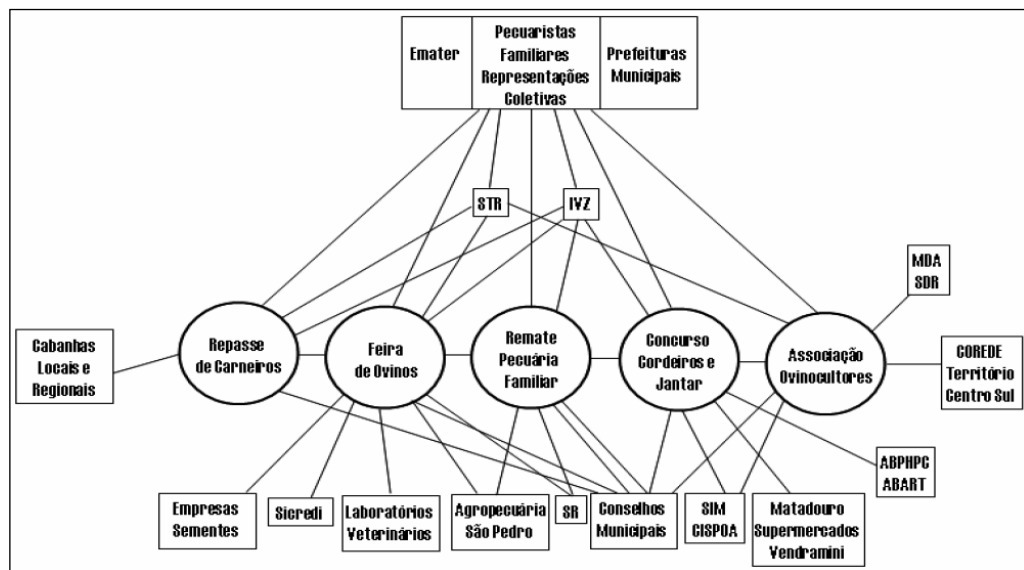 Emater
Pecuaristas
Familiares
Representações
Coletivas
Prefeituras
Municipais
STR
IVZ
MDA
SDR
Cabanhas
Locais e
Regionais
Repasse
de Carneiros
Feira
de Ovinos
Remate
Pecuária
Familiar
Concurso
Cordeiros e
Jantar
Associação
Ovinocultores
COREDE
Território
Centro Sul
ABPHPC
ABART
Empresas
Sementes
Sicredi
Laboratórios
Veterinários
Agropecuária
São Pedro
SR
Conselhos
Municipais
SIM
CISPOA
Matadouro
Supermercados
Vendramini